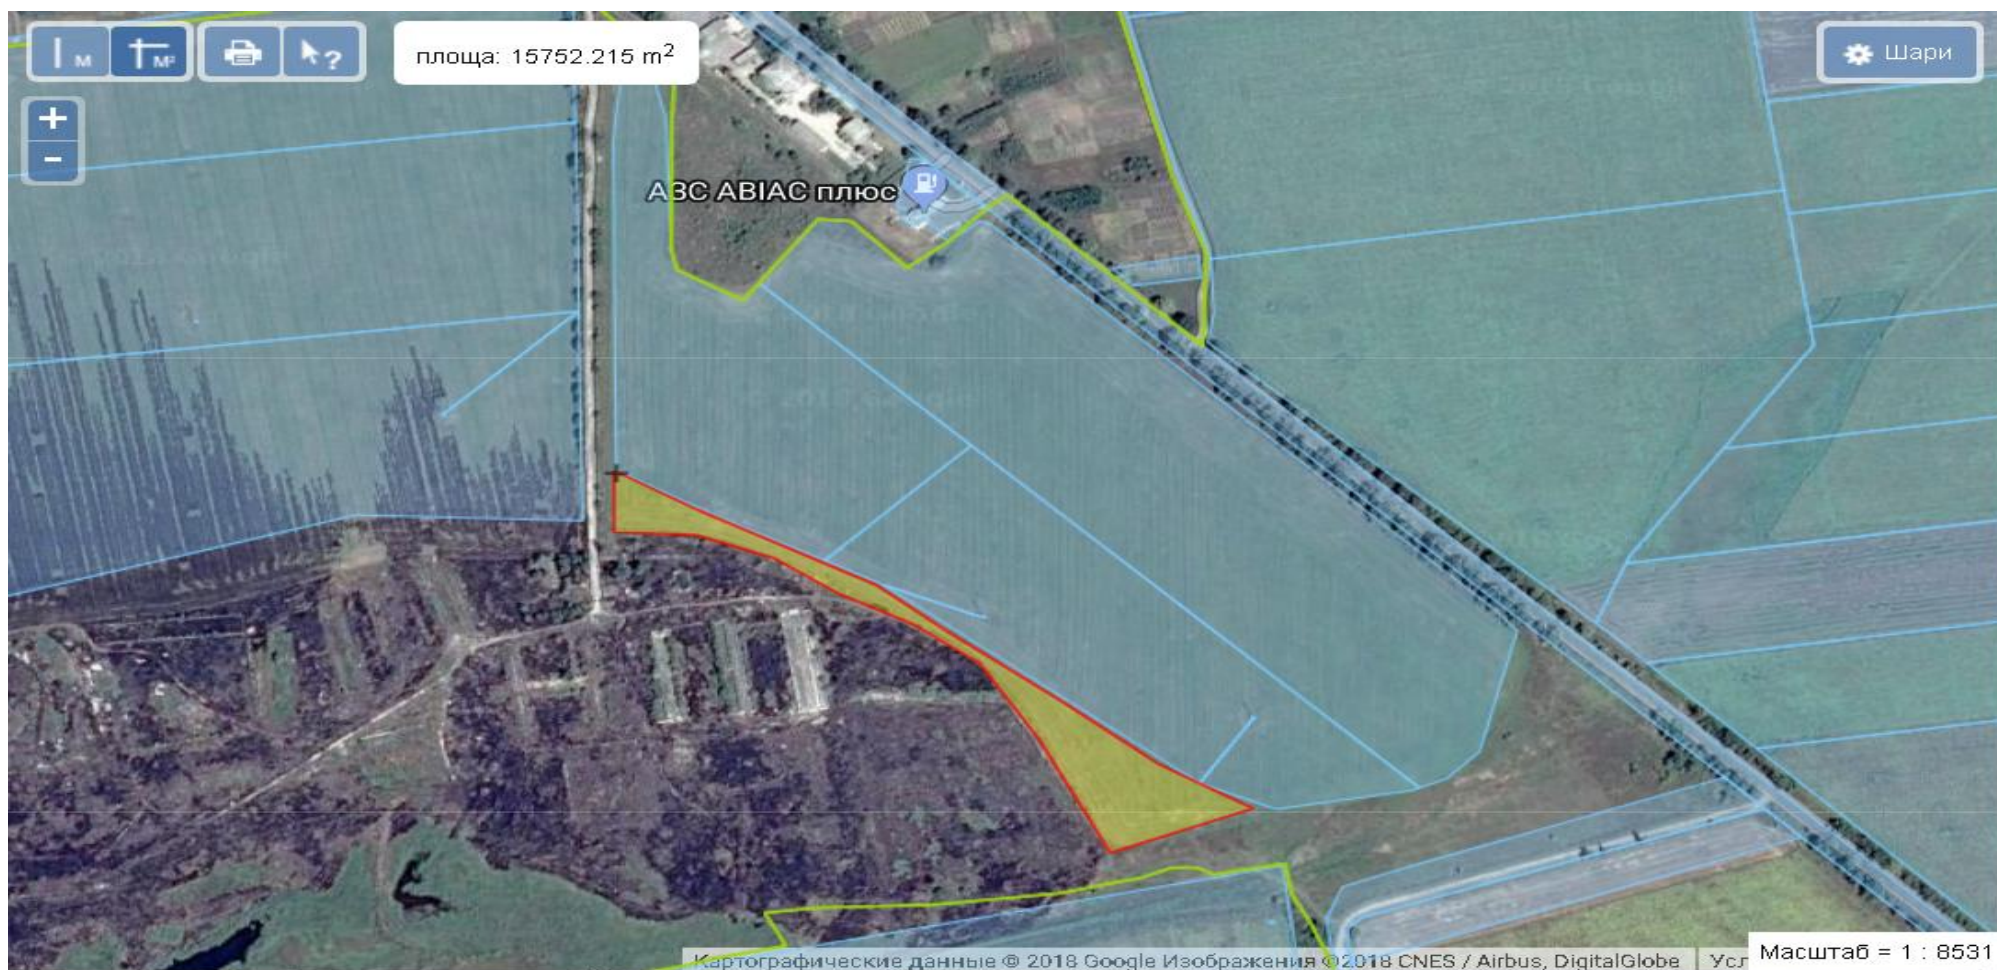 М
М²
?
площа: 15752.215 m²
Шари
+
-
АЗС АВІАС плюс
Картографические данные © 2018 Google Изображения ©2018 CNES / Airbus, DigitalGlobe
Усл
Масштаб = 1 : 8531